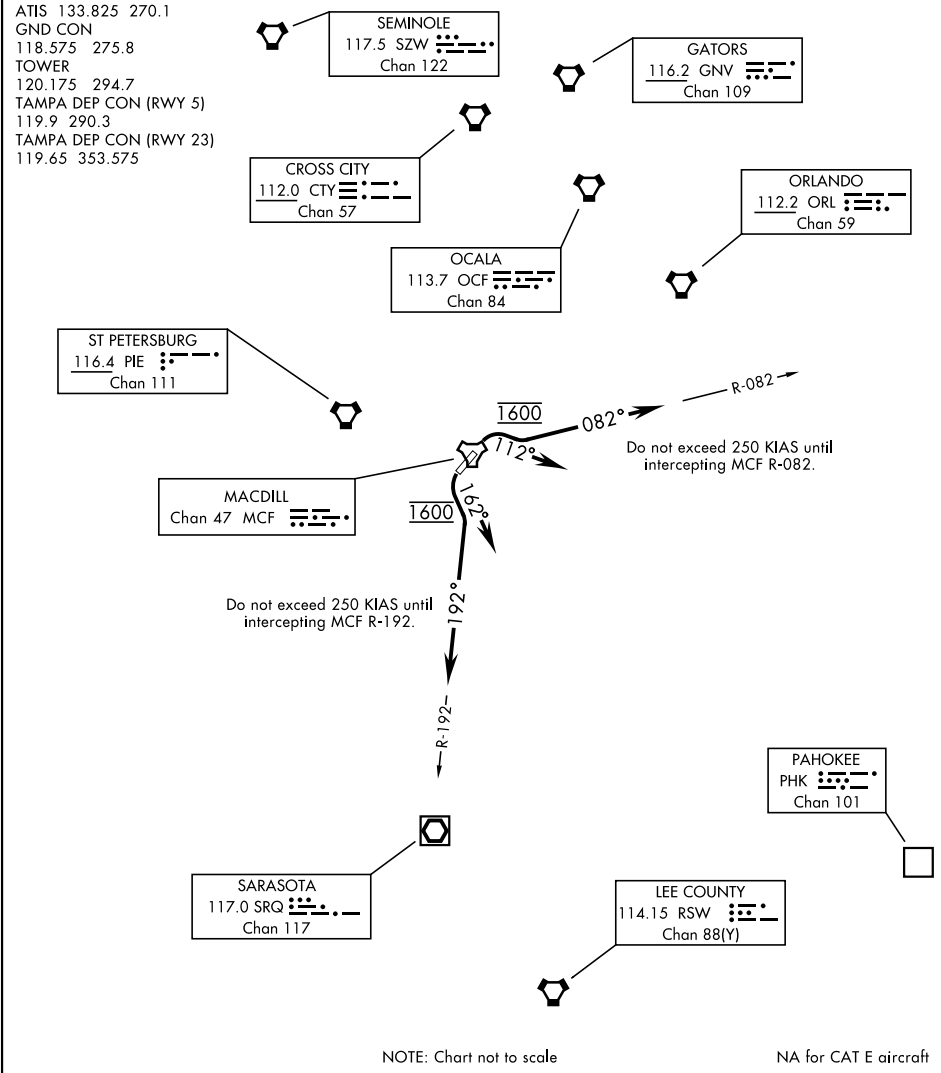 ATIS 133.825 270.1
GND CON
118.575 275.8
TOWER
120.175 294.7
TAMPA DEP CON (RWY 5)
119.9 290.3
TAMPA DEP CON (RWY 23)
119.65 353.575
SEMINOLE
117.5 SZW
Chan 122
GATORS
116.2 GNV
Chan 109
CROSS CITY
112.0 CTY
Chan 57
ORLANDO
112.2 ORL
Chan 59
OCALA
113.7 OCF
Chan 84
ST PETERSBURG
116.4 PIE
Chan 111
R-082
1600
082°
112°
Do not exceed 250 KIAS until
intercepting MCF R-082.
MACDILL
Chan 47 MCF
1600
162°
Do not exceed 250 KIAS until
intercepting MCF R-192.
192°
R-192
PAHOKEE
PHK
Chan 101
SARASOTA
117.0 SRQ
Chan 117
LEE COUNTY
114.15 RSW
Chan 88(Y)
NOTE: Chart not to scale
NA for CAT E aircraft